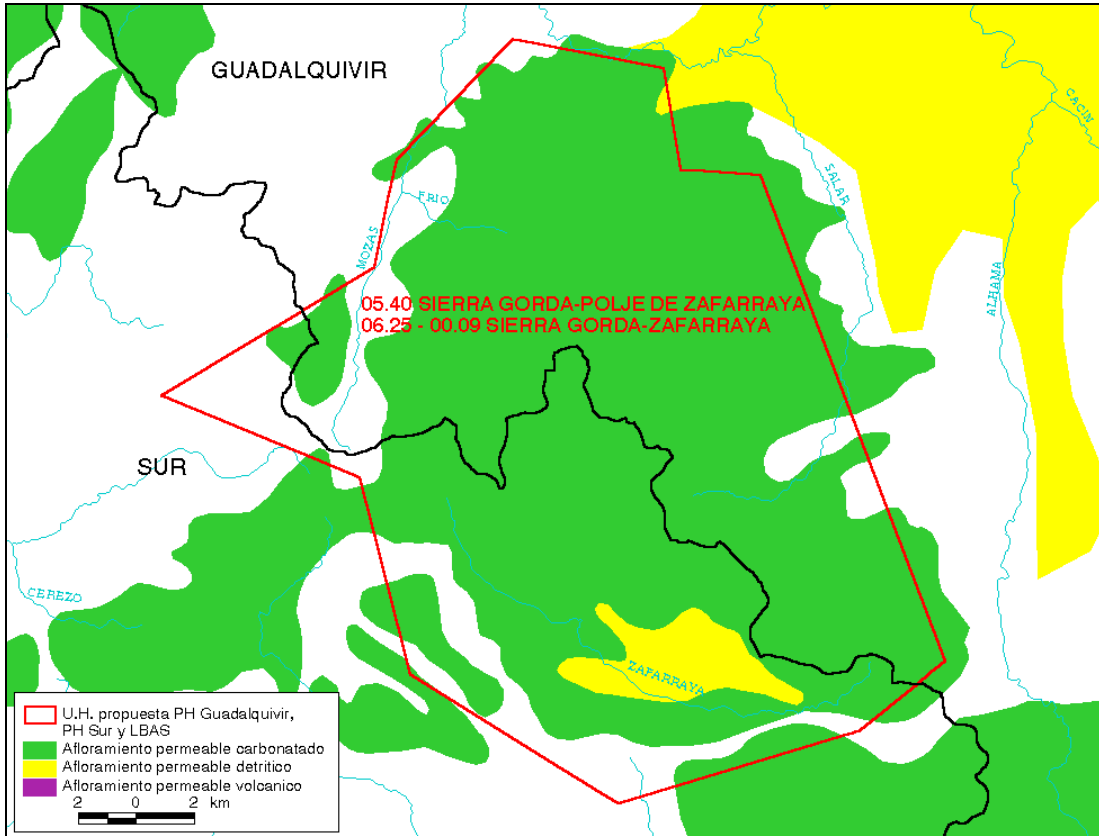 GUADALQUIVIR
CACIN
SALAR
FRIO
MOZAS
ALHAMA
05.40 SIERRA GORDA-POLJE DE ZAFARRAYA
06.25 - 00.09 SIERRA GORDA-ZAFARRAYA
SUR
CEREZO
ZAFARRAYA
U.H. propuesta PH Guadalquivir,
PH Sur y LBAS
Afloramiento permeable carbonatado
Afloramiento permeable detrítico
Afloramiento permeable volcanico
2 0 2 km